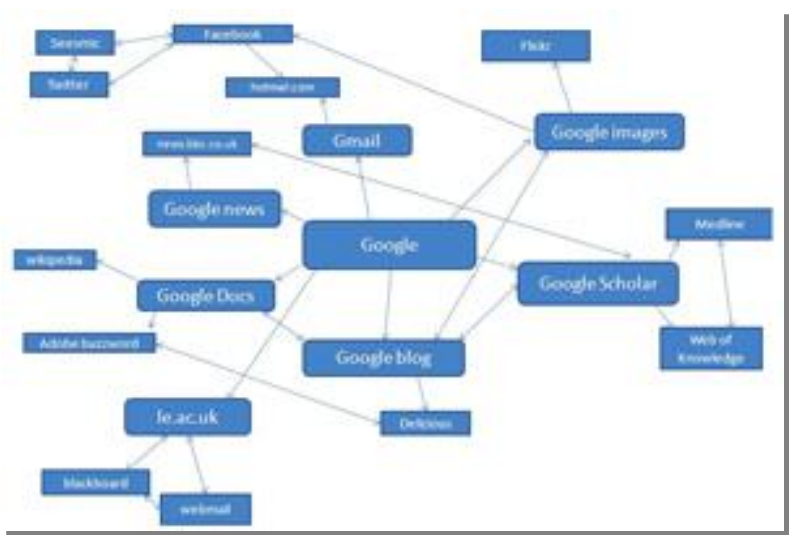 Facebook
Seesmic
Twitter
Flickr
hotmail.com
Google images
Gmail
news.bbc.co.uk
Google news
Medline
Google
wikipedia
Google Scholar
Google Docs
Adobe buzzword
Google blog
Web of
Knowledge
le.ac.uk
Delicious
blackboard
webmail